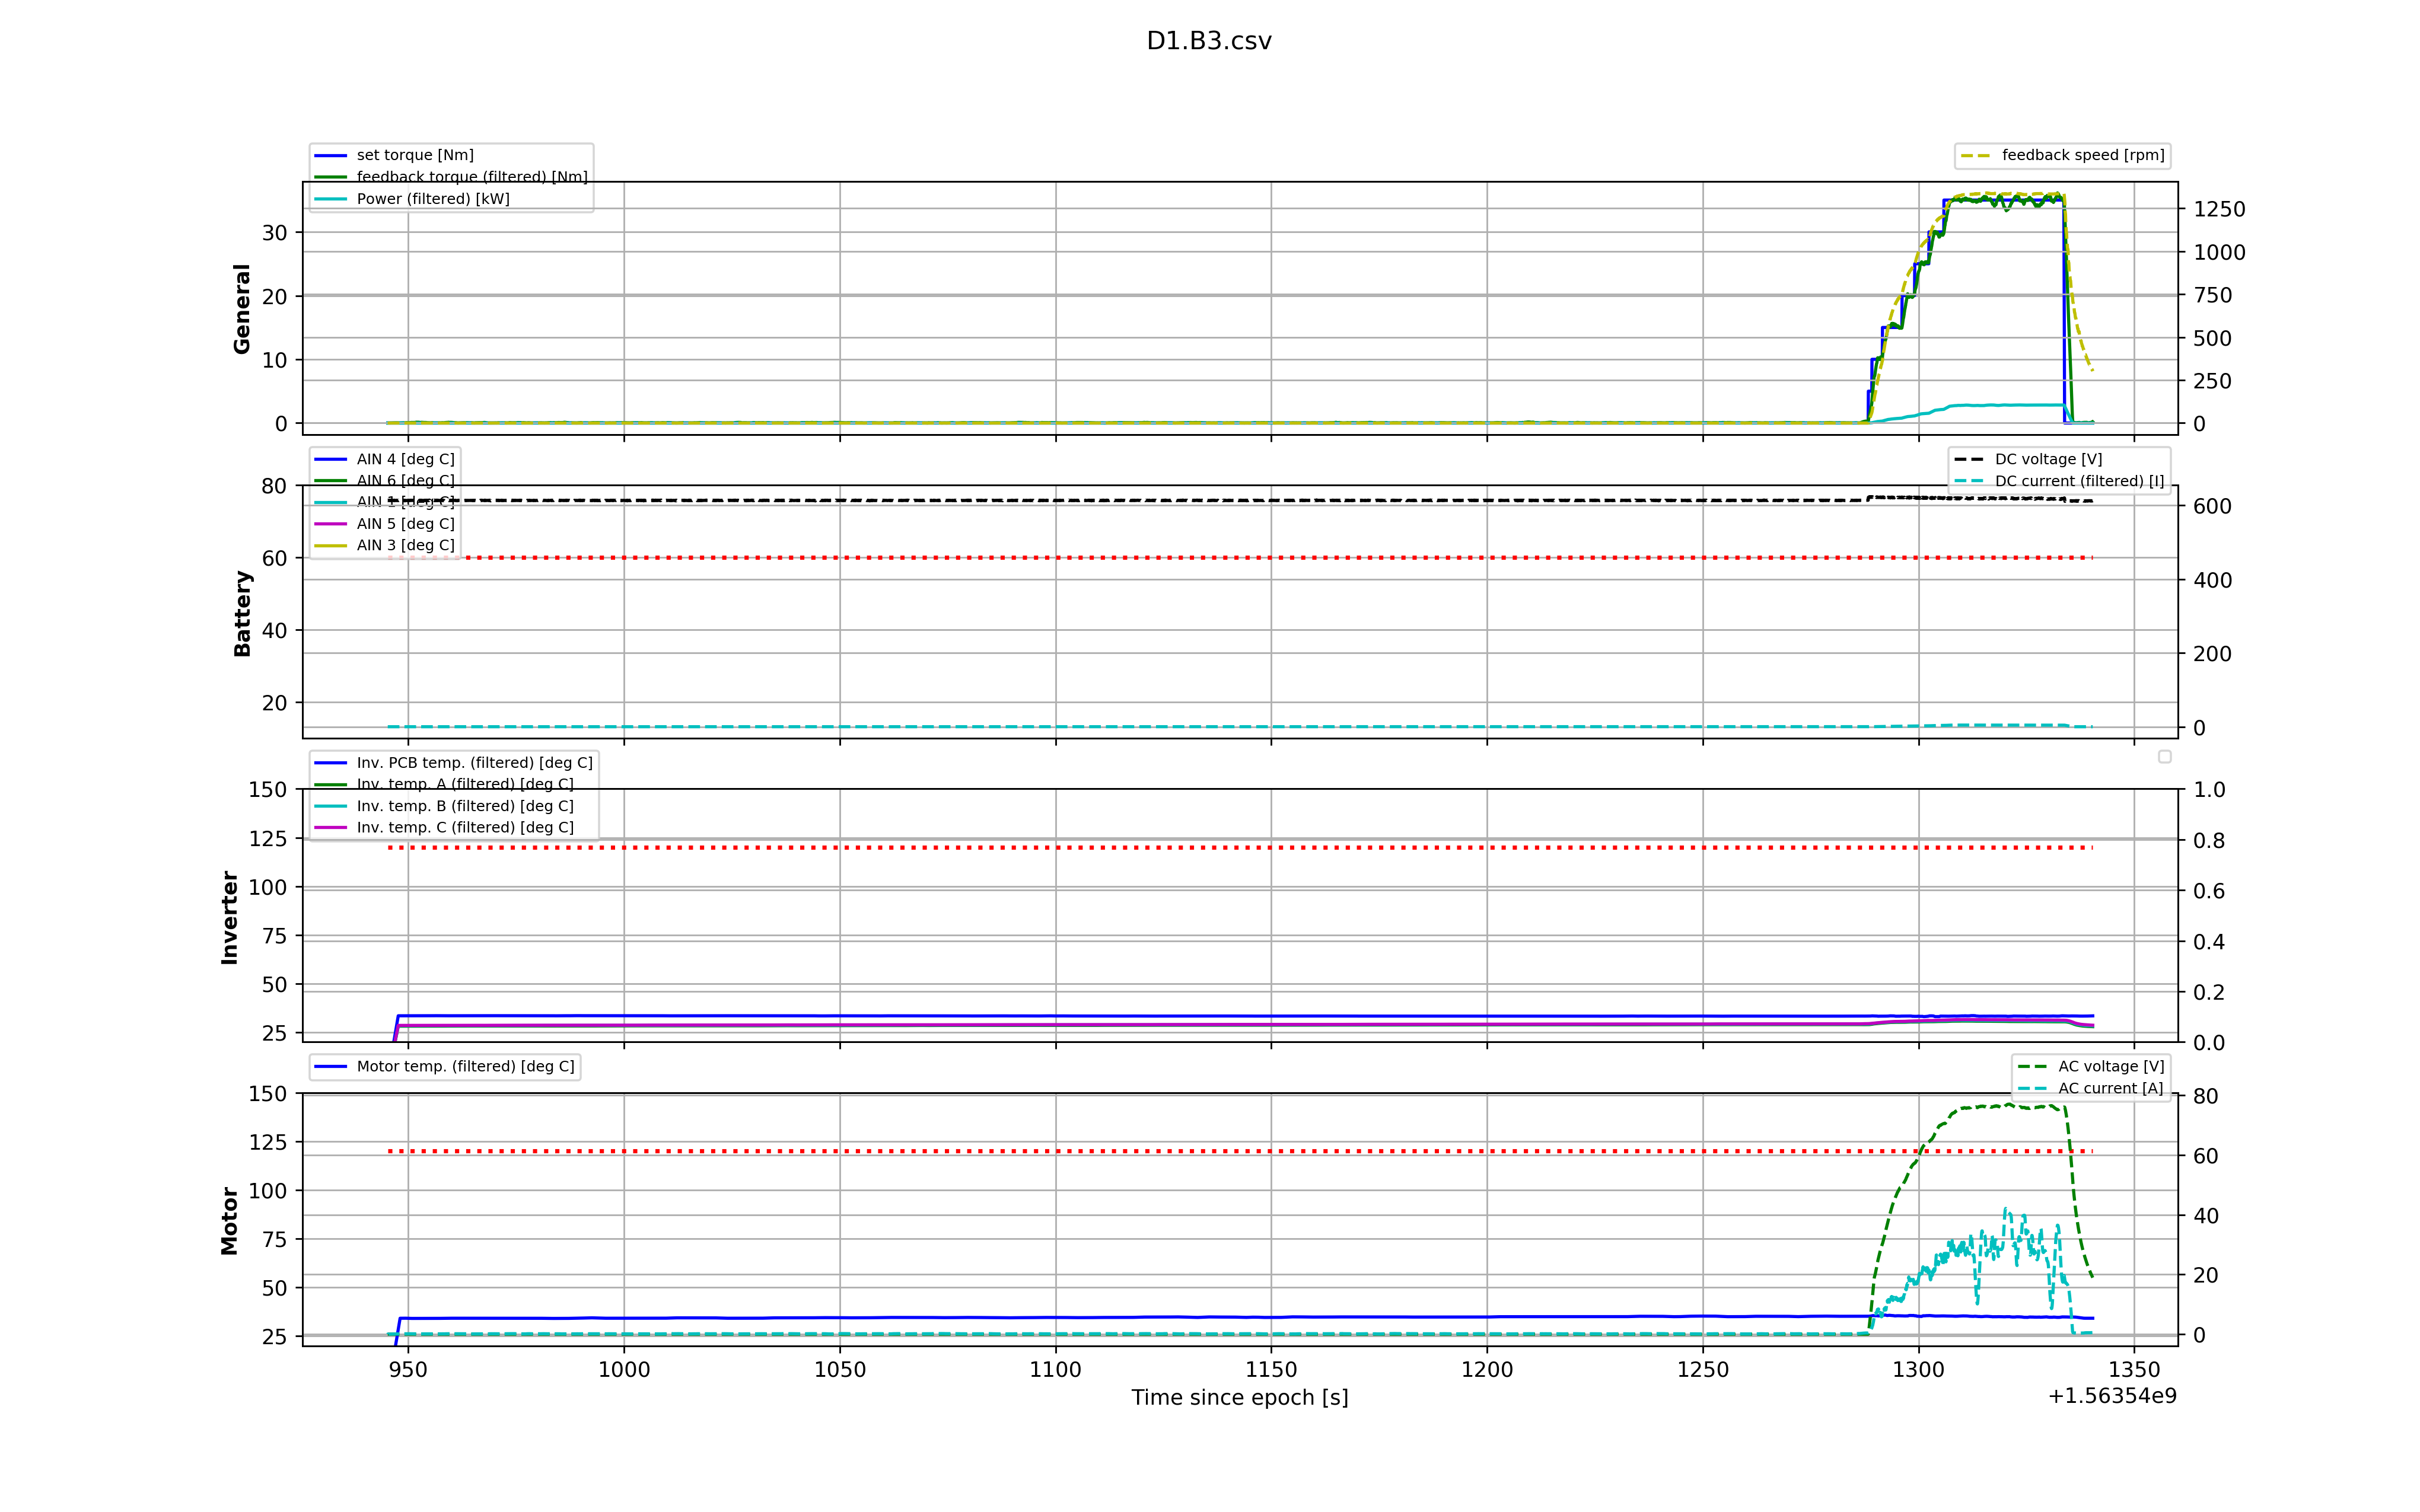 D1.B3.csv
set torque [Nm]
feedback torque (filtered) [Nm]
Power (filtered) [kW]
feedback speed [rpm]
General
30
20
10
0
1250
1000
750
500
250
0
AIN 4 [deg C]
AIN 6 [deg C]
AIN 1 [deg C]
AIN 5 [deg C]
AIN 3 [deg C]
DC voltage [V]
DC current (filtered) [I]
Battery
80
60
40
20
600
400
200
0
Inv. PCB temp. (filtered) [deg C]
Inv. temp. A (filtered) [deg C]
Inv. temp. B (filtered) [deg C]
Inv. temp. C (filtered) [deg C]
Inverter
150
125
100
75
50
25
1.0
0.8
0.6
0.4
0.2
0.0
Motor temp. (filtered) [deg C]
AC voltage [V]
AC current [A]
Motor
150
125
100
75
50
25
80
60
40
20
0
950 1000 1050 1100 1150 1200 1250 1300 1350
Time since epoch [s]
+1.56354e9